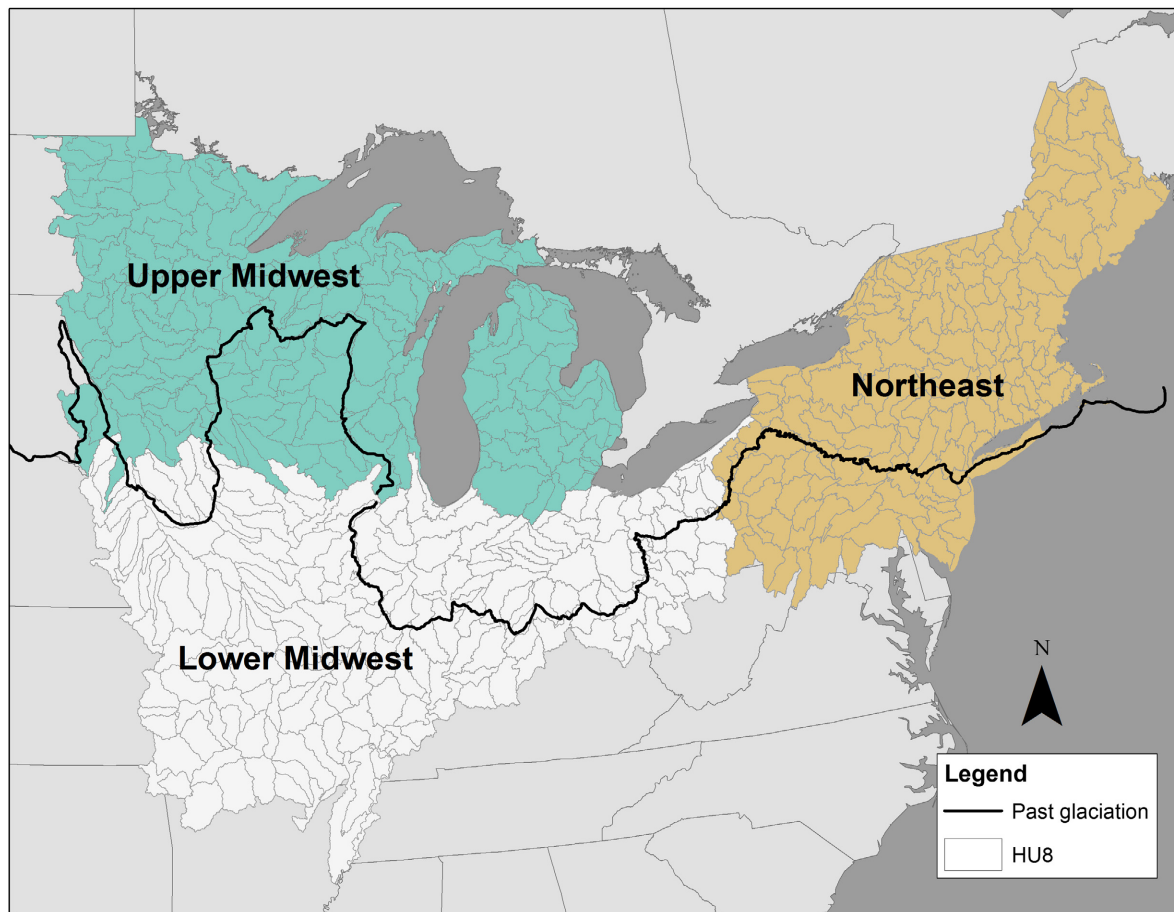 Upper Midwest
Northeast
Lower Midwest
N
Legend
Past glaciation
HU8